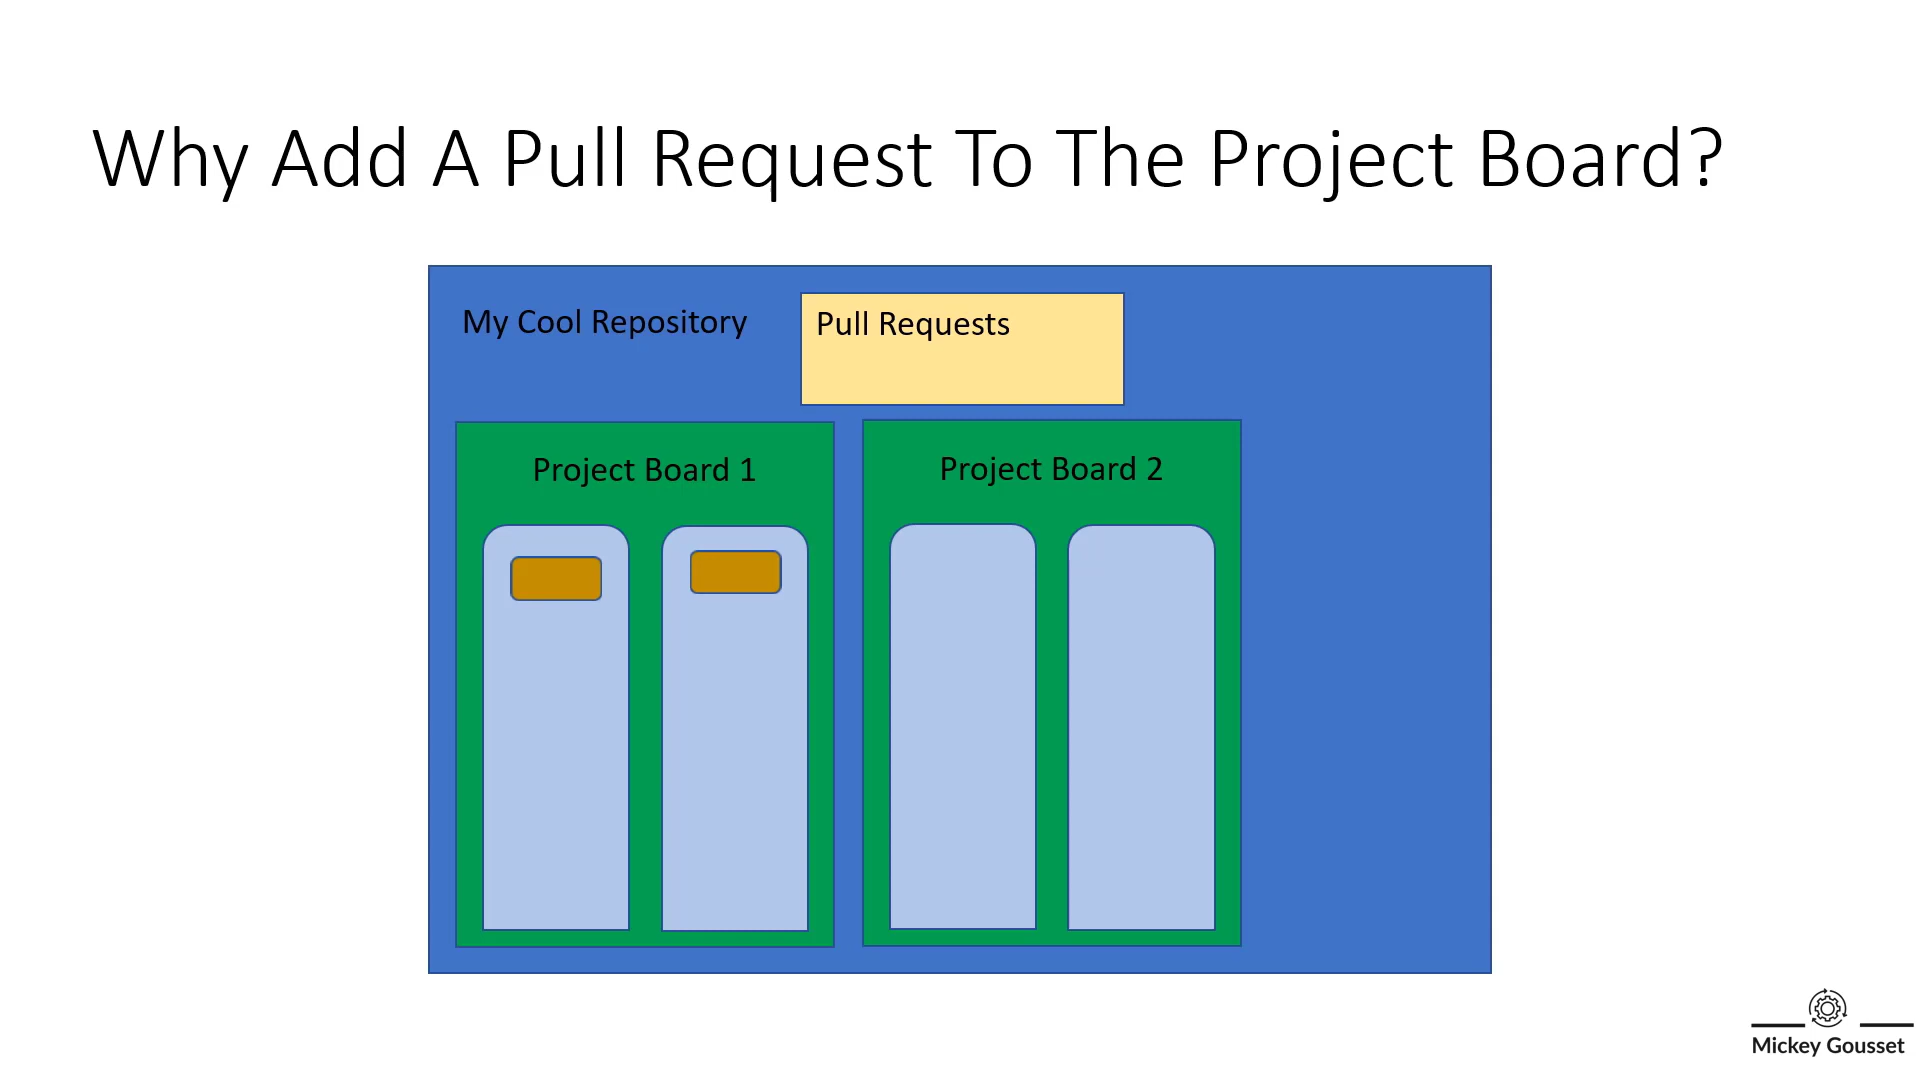 Why Add A Pull Request To The Project Board?
My Cool Repository
Pull Requests
Project Board 1
Project Board 2
Mickey Gousset